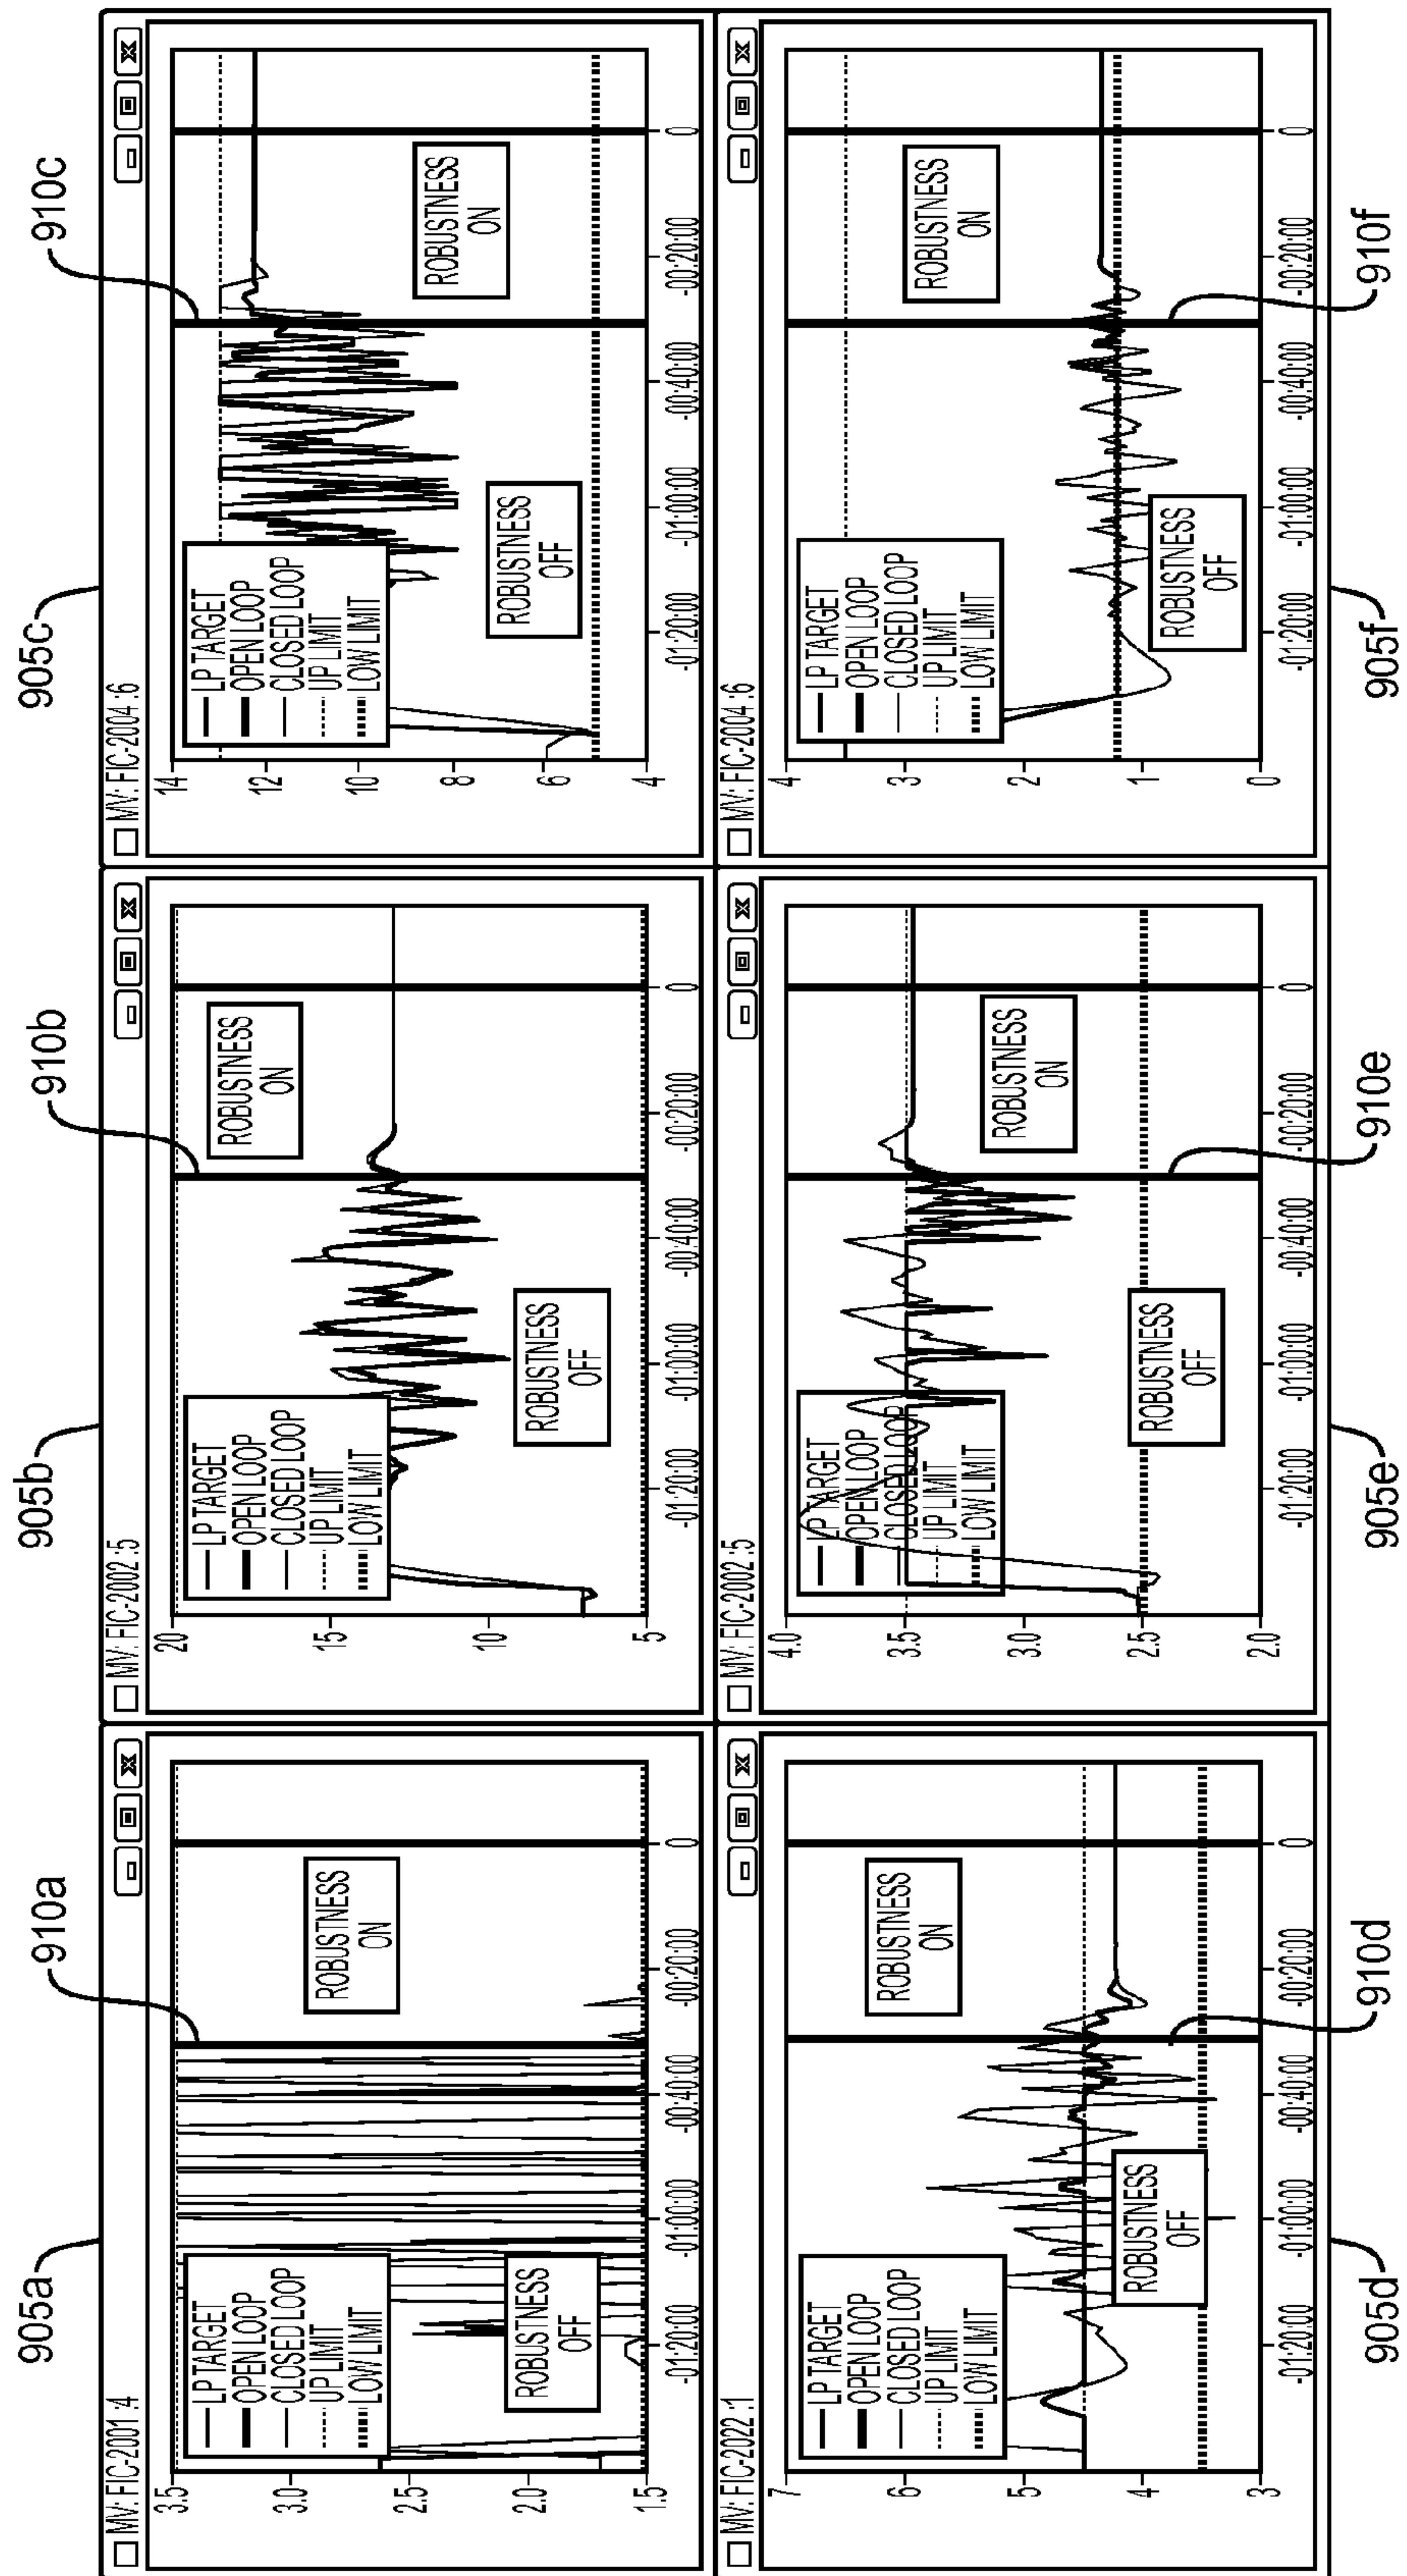 905a
910a
MV: FIC-2001 :4
3.5
3.0
2.5
2.0
1.5
LP TARGET
OPEN LOOP
CLOSED LOOP
UP LIMIT
LOW LIMIT
ROBUSTNESS
OFF
ROBUSTNESS
ON
-01:20:00
-01:00:00
-00:40:00
-00:20:00
0
905b
910b
MV: FIC-2002 :5
20
15
10
5
LP TARGET
OPEN LOOP
CLOSED LOOP
UP LIMIT
LOW LIMIT
ROBUSTNESS
OFF
ROBUSTNESS
ON
-01:20:00
-01:00:00
-00:40:00
-00:20:00
0
905c
910c
MV: FIC-2004 :6
14
12
10
8
6
4
LP TARGET
OPEN LOOP
CLOSED LOOP
UP LIMIT
LOW LIMIT
ROBUSTNESS
OFF
ROBUSTNESS
ON
-01:20:00
-01:00:00
-00:40:00
-00:20:00
0
MV: FIC-2022 :1
7
6
5
4
3
LP TARGET
OPEN LOOP
CLOSED LOOP
UP LIMIT
LOW LIMIT
ROBUSTNESS
OFF
ROBUSTNESS
ON
-01:20:00
-01:00:00
-00:40:00
-00:20:00
0
905d
910d
MV: FIC-2002 :5
4.0
3.5
3.0
2.5
2.0
LP TARGET
OPEN LOOP
CLOSED LOOP
UP LIMIT
LOW LIMIT
ROBUSTNESS
OFF
ROBUSTNESS
ON
-01:20:00
-01:00:00
-00:40:00
-00:20:00
0
905e
910e
MV: FIC-2004 :6
4
3
2
1
0
LP TARGET
OPEN LOOP
CLOSED LOOP
UP LIMIT
LOW LIMIT
ROBUSTNESS
OFF
ROBUSTNESS
ON
-01:20:00
-01:00:00
-00:40:00
-00:20:00
0
905f
910f